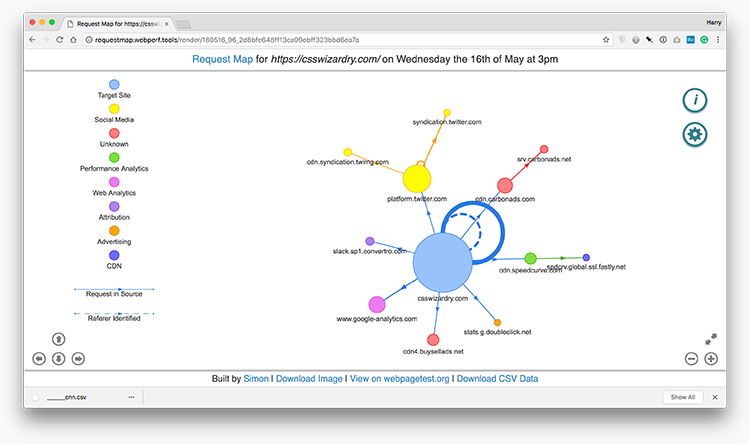 Request Map for https://csswiz
Harry
requestmap.webperf.tools/render/180516_96_2d8bfe648ff13ca99ebff323bbd6ea7a
Request Map for https://csswizardry.com/ on Wednesday the 16th of May at 3pm
Target Site
Social Media
Unknown
Performance Analytics
Web Analytics
Attribution
Advertising
CDN
Request in Source
Referer Identified
syndication.twitter.com
cdn.syndication.twimg.com
srv.carbonads.net
platform.twitter.com
cdn.carbonads.com
slack.sp1.convertro.com
cdn.speedcurve.com
spdcrv.global.ssl.fastly.net
csswizardry.com
www.google-analytics.com
stats.g.doubleclick.net
cdn4.buysellads.net
i
Built by Simon | Download Image | View on webpagetest.org | Download CSV Data
______cnn.csv
Show All